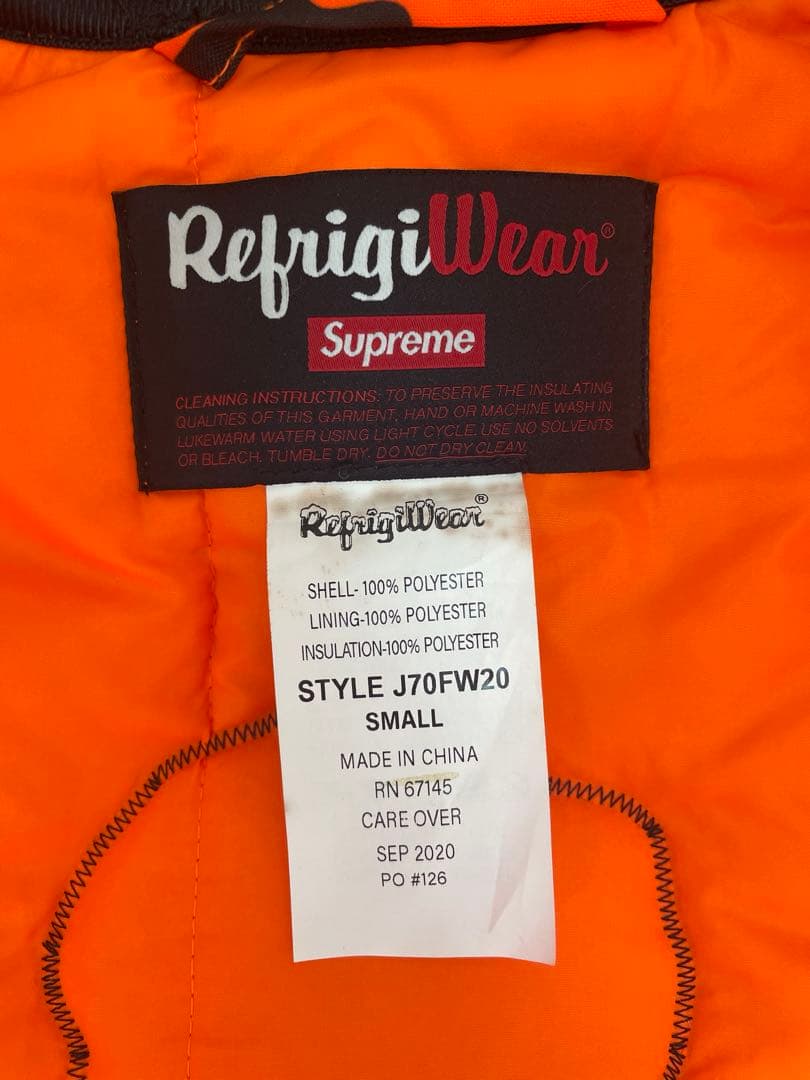 RefrigiWear®
Supreme
CLEANING INSTRUCTIONS: TO PRESERVE THE INSULATING
QUALITIES OF THIS GARMENT, HAND OR MACHINE WASH IN
LUKEWARM WATER USING LIGHT CYCLE. USE NO SOLVENTS
OR BLEACH. TUMBLE DRY. DO NOT DRY CLEAN.
RefrigiWear®
SHELL- 100% POLYESTER
LINING-100% POLYESTER
INSULATION-100% POLYESTER
STYLE J70FW20
SMALL
MADE IN CHINA
RN 67145
CARE OVER
SEP 2020
PO #126